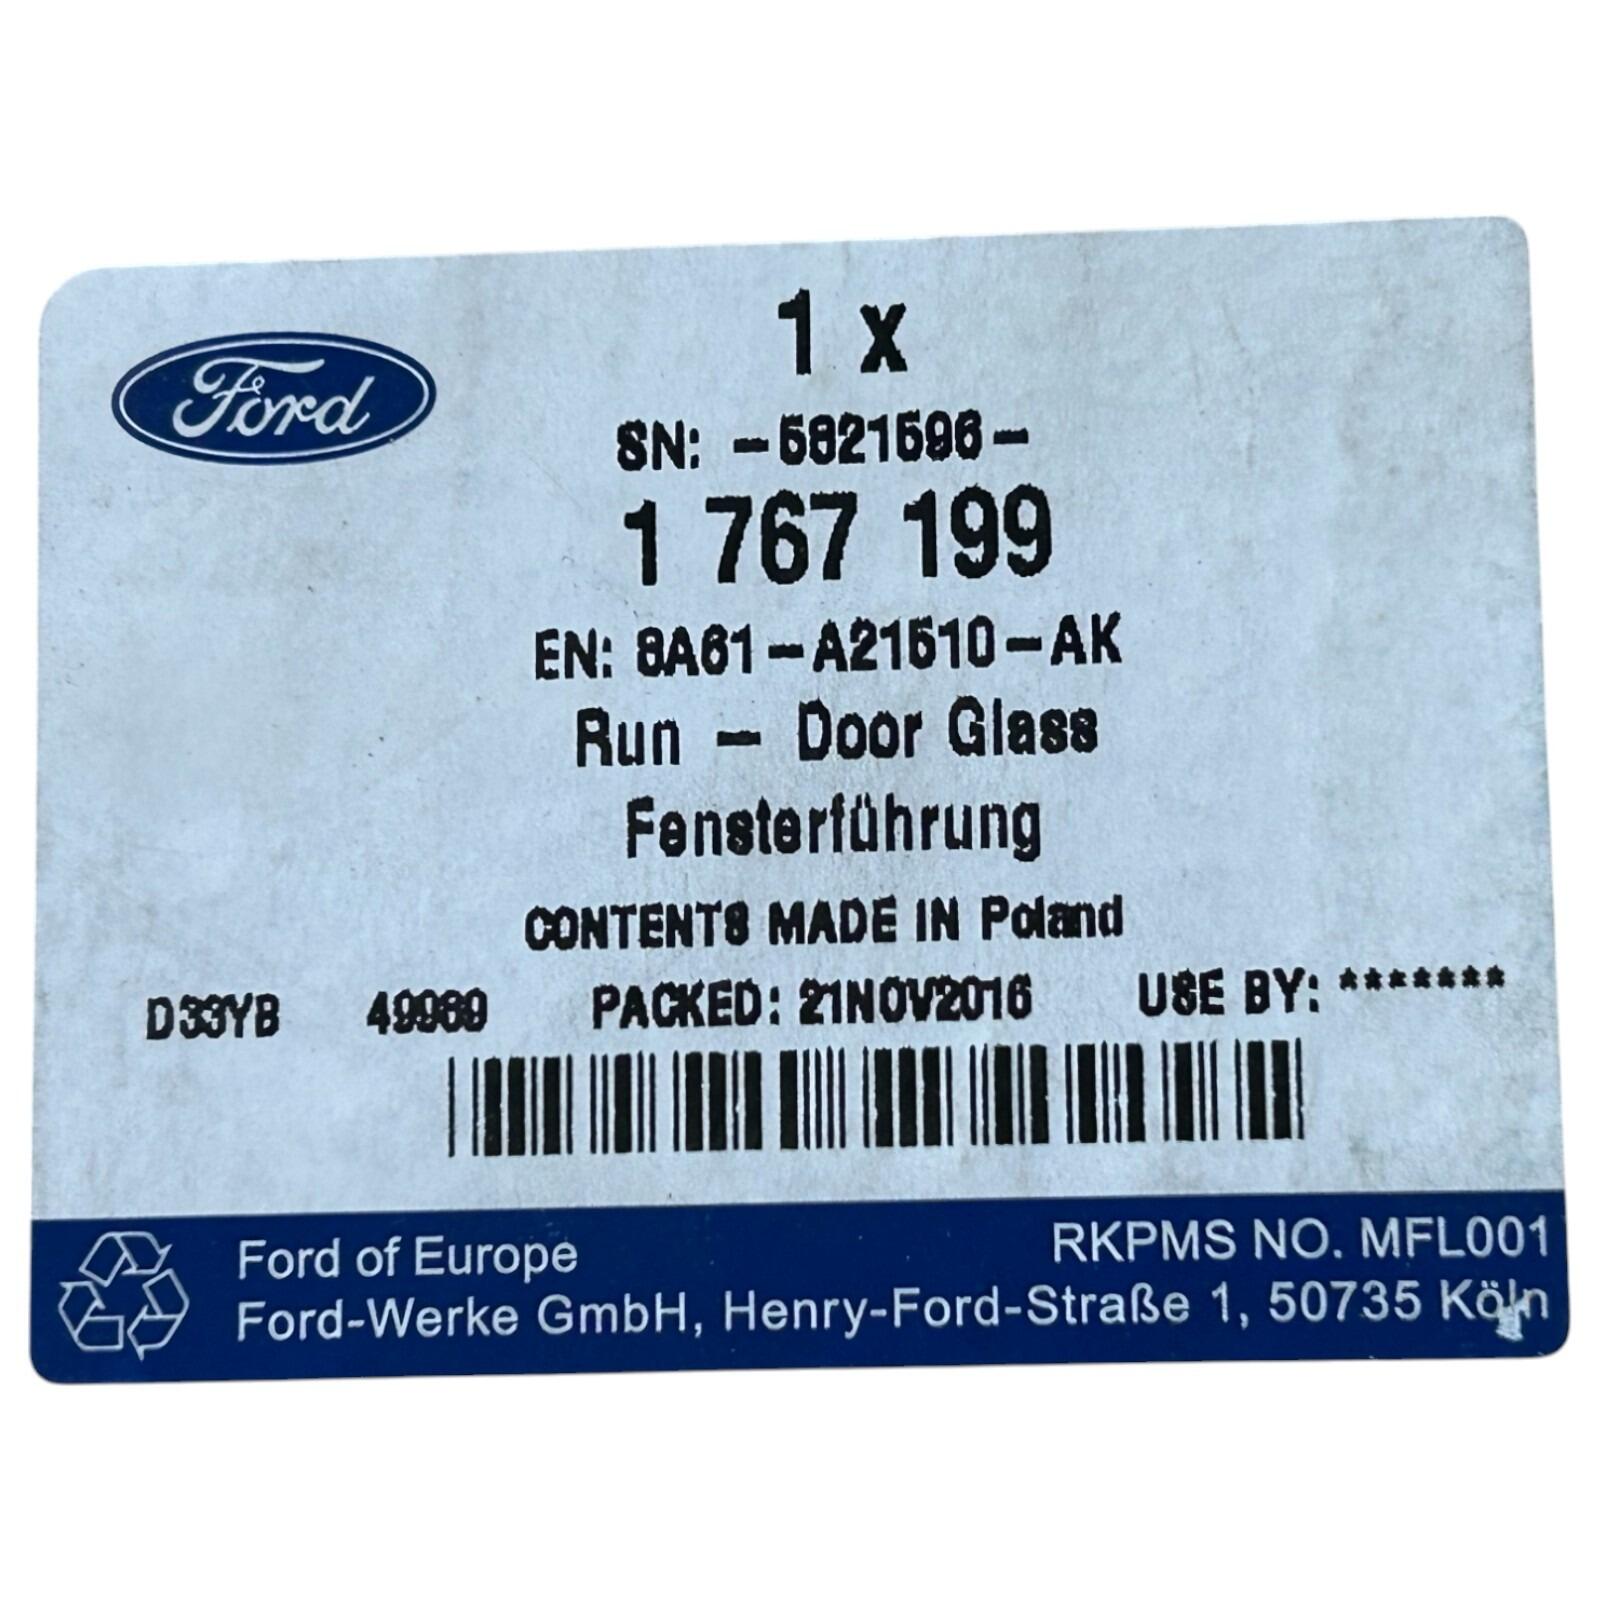 Ford
1 x
SN: -5821596-
1 767 199
EN: 8A61-A21510-AK
Run - Door Glass
Fensterführung
CONTENTS MADE IN Poland
D33YB 49969 PACKED: 21NOV2016 USE BY: *******
Ford of Europe RKPMS NO. MFL001
Ford-Werke GmbH, Henry-Ford-Straße 1, 50735 Köln